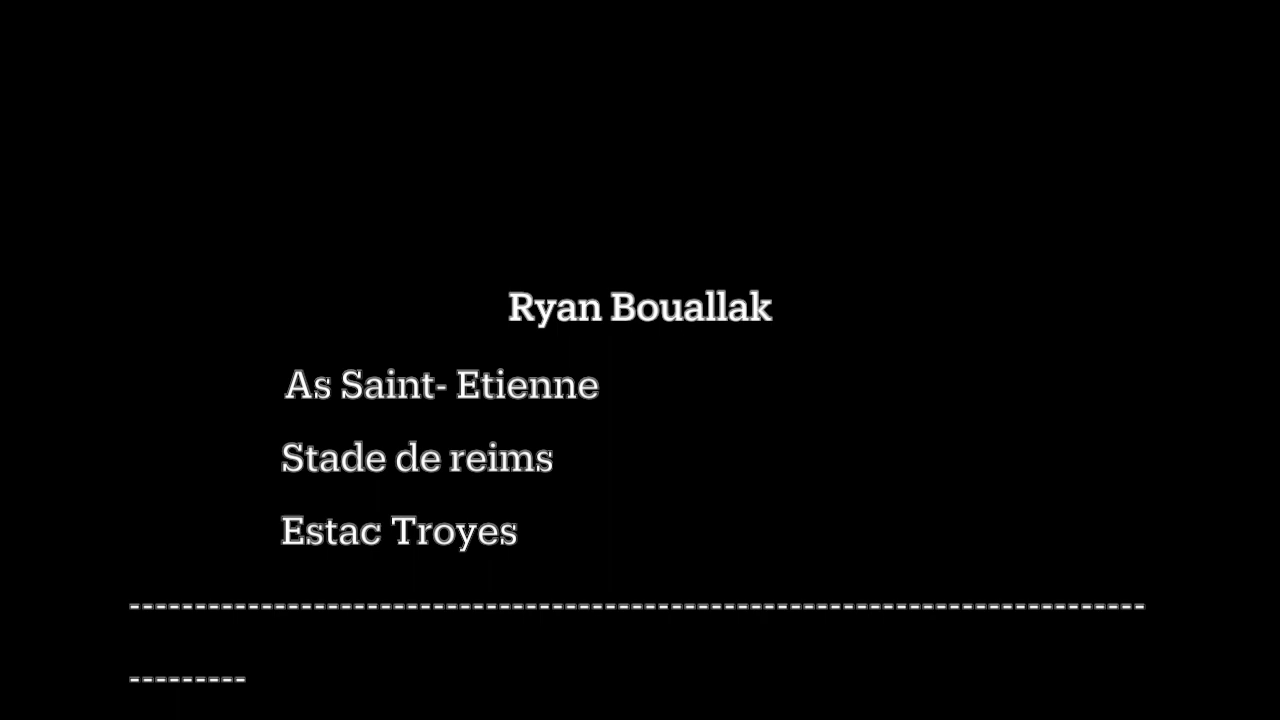 Ryan Bouallak
As Saint- Etienne
Stade de reims
Estac Troyes
-----------------------------------------------------------------------------
---------